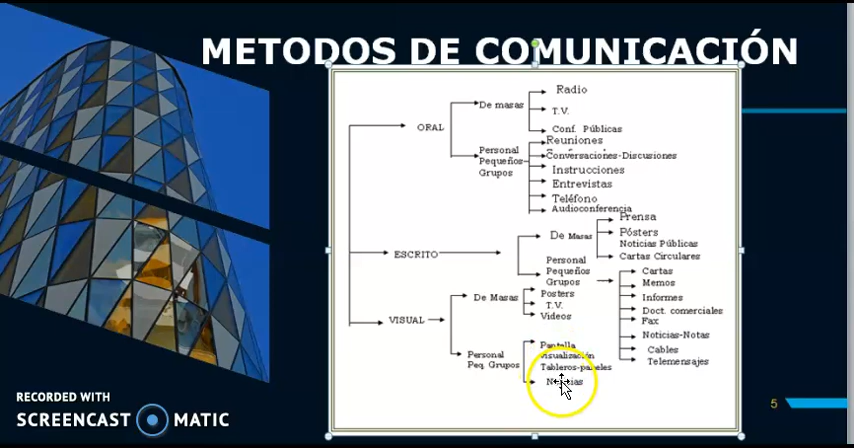 METODOS DE COMUNICACIÓN
Radio
De masas
T.V.
ORAL
Conf. Públicas
Reuniones
Personal
Pequeños
Grupos
Conversaciones-Discusiones
Instrucciones
Entrevistas
Teléfono
Audioconferencia
Prensa
De Masas
Pósters
Noticias Públicas
Cartas Circulares
ESCRITO
Personal
Pequeños
Grupos
Cartas
Memos
Informes
Doct. comerciales
Fax
Noticias-Notas
Cables
Telemensajes
VISUAL
De Masas
Posters
T.V.
Videos
Personal
Peq. Grupos
Pantalla
Visualización
Tableros-paneles
Noticias
5
RECORDED WITH
SCREENCAST MATIC